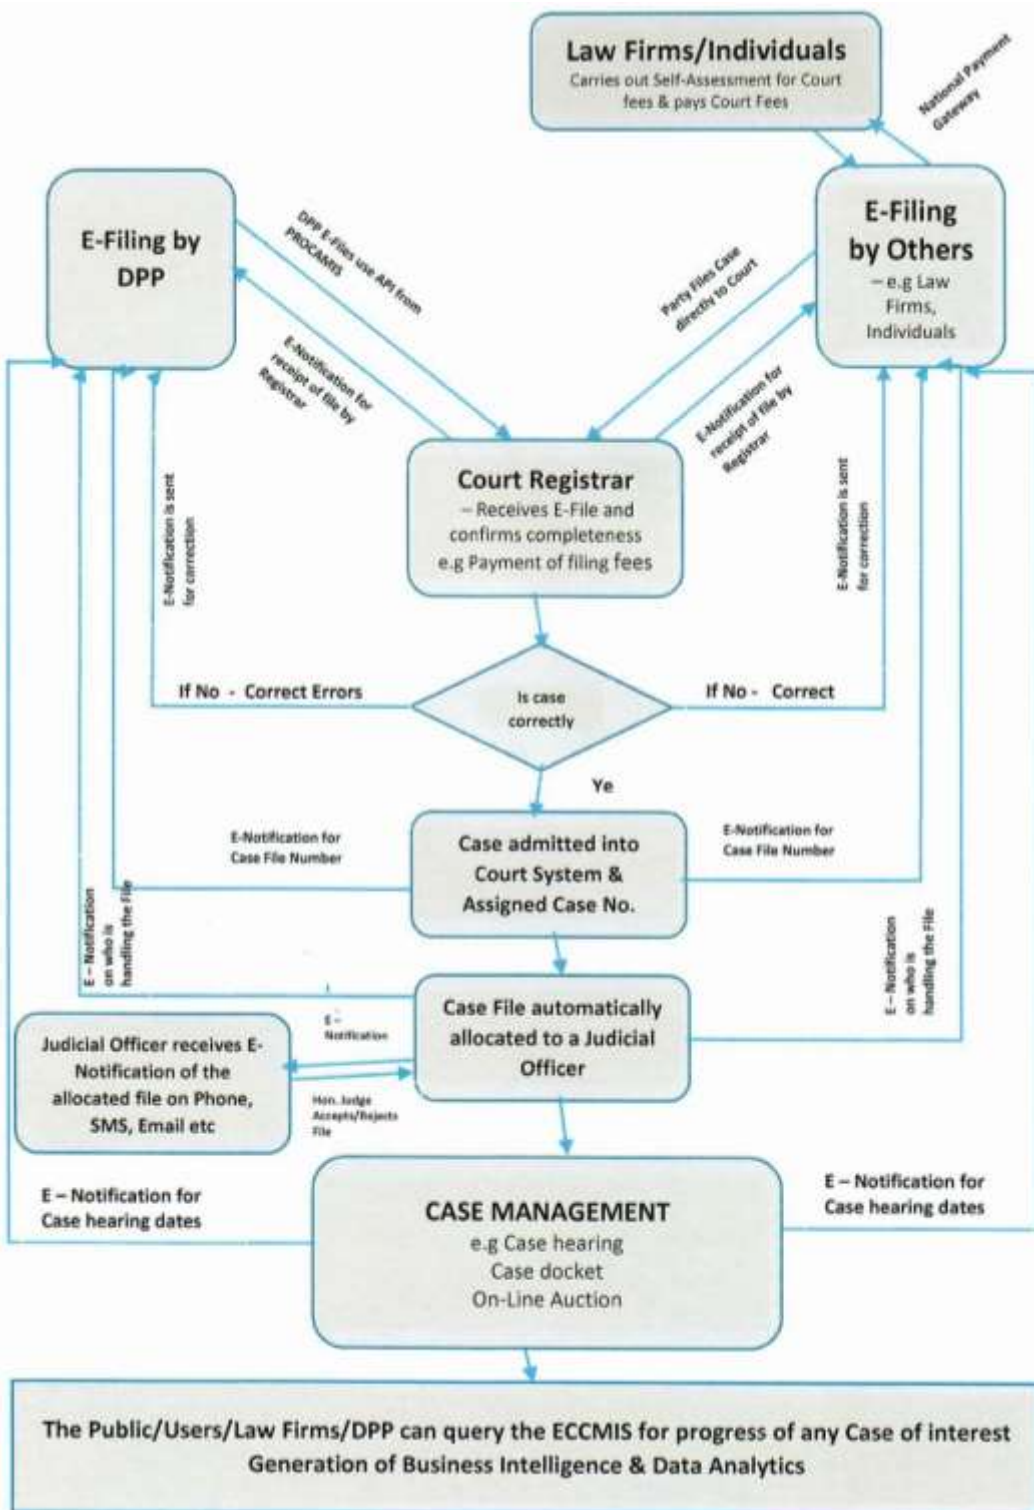 Law Firms/Individuals
Carries out Self-Assessment for Court
fees & pays Court Fees
National Payment
Gateway
E-Filing by
DPP
E-Filing
by Others
– e.g Law
Firms,
Individuals
DPP E-Files use API from
PROCAMIS
E-Notification for
receipt of file by
Registrar
Party Files Case
directly to Court
E-Notification for
receipt of file by
Registrar
Court Registrar
– Receives E-File and
confirms completeness
e.g Payment of filing fees
E-Notification is sent
for correction
E-Notification is sent
for correction
If No - Correct Errors
Is case
correctly
If No - Correct
Ye
E-Notification for
Case File Number
Case admitted into
Court System &
Assigned Case No.
E-Notification for
Case File Number
E – Notification
on who is
handling the File
E – Notification
on who is
handling the File
E –
Notification
Case File automatically
allocated to a Judicial
Officer
Judicial Officer receives E-
Notification of the
allocated file on Phone,
SMS, Email etc
Hon. Judge
Accepts/Rejects
File
E – Notification for
Case hearing dates
CASE MANAGEMENT
e.g Case hearing
Case docket
On-Line Auction
E – Notification for
Case hearing dates
The Public/Users/Law Firms/DPP can query the ECCMIS for progress of any Case of interest
Generation of Business Intelligence & Data Analytics